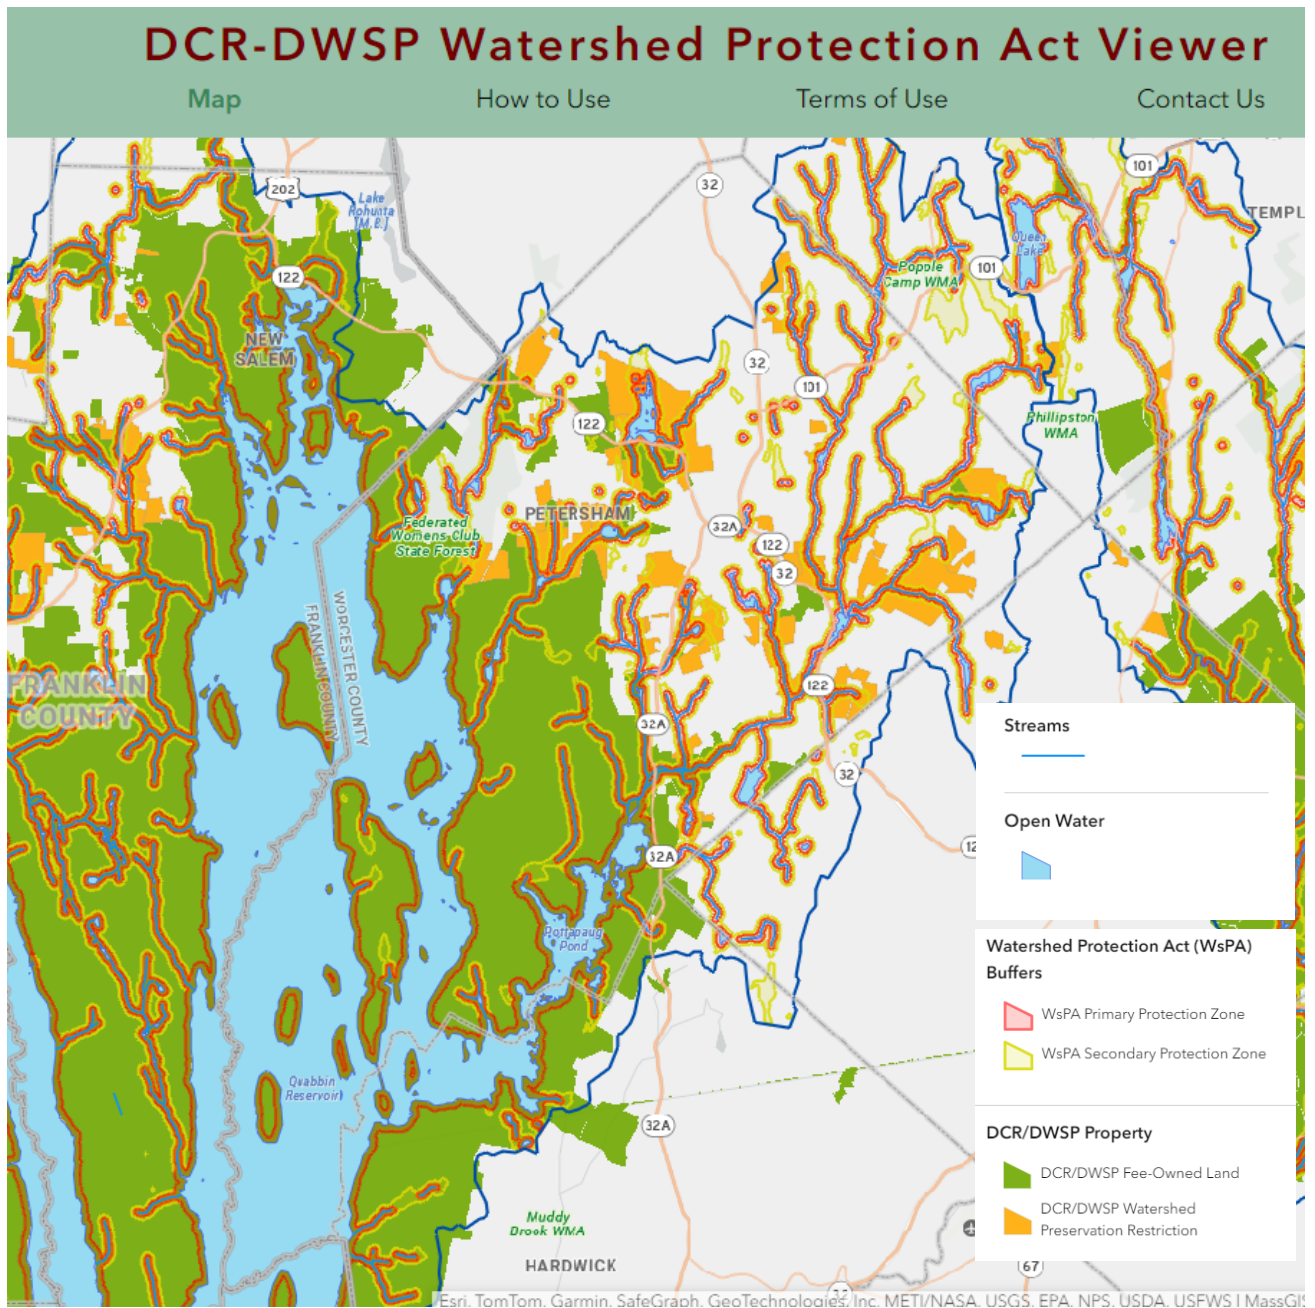 DCR-DWSP Watershed Protection Act Viewer
Map How to Use Terms of Use Contact Us
202
Lake
Rohunta
[M.E.]
32
101
TEMPL
122
Queen
Lake
Popple
Camp WMA
101
NEW
SALEM
32
101
122
Phillipston
WMA
PETERSHAM
Federated
Womens Club
State Forest
32A
122
32
WORCESTER COUNTY
FRANKLIN COUNTY
FRANKLIN
COUNTY
122
32A
32
Streams
Open Water
12
32A
Pottapaug
Pond
Watershed Protection Act (WsPA)
Buffers
WsPA Primary Protection Zone
WsPA Secondary Protection Zone
Quabbin
Reservoir
32A
DCR/DWSP Property
DCR/DWSP Fee-Owned Land
DCR/DWSP Watershed
Preservation Restriction
Muddy
Brook WMA
HARDWICK
67
32
Esri, TomTom, Garmin, SafeGraph, GeoTechnologies, Inc, METI/NASA, USGS, EPA, NPS, USDA, USFWS | MassGI